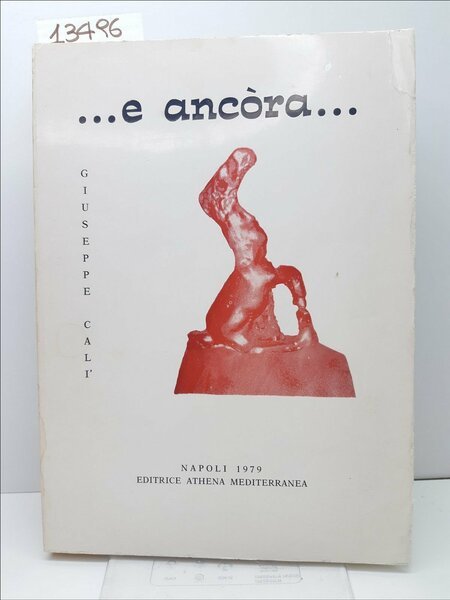 13496
...e ancòra...
GIUSEPPE CALI'
NAPOLI 1979
EDITRICE ATHENA MEDITERRANEA